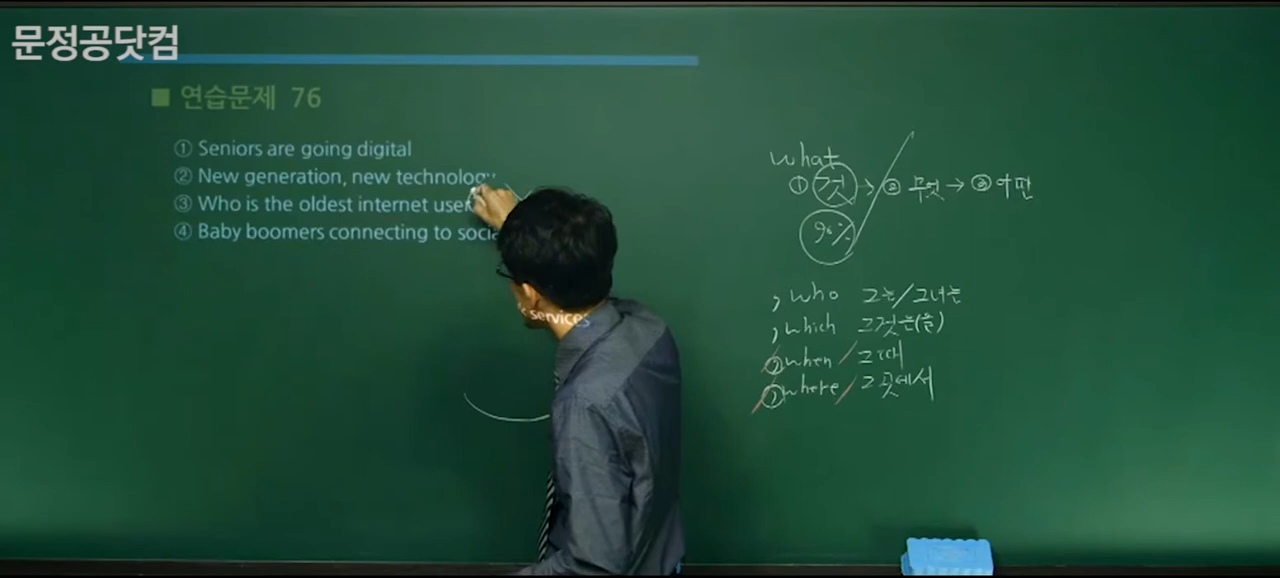 문정공닷컴
■ 연습문제 76
① Seniors are going digital
② New generation, new technology
③ Who is the oldest internet user
④ Baby boomers connecting to socia
services
what
① 것 → ② 무엇 → ③ 어떤
90%
, who 그는/그녀는
, which 그것은(을)
, when / 그때
, where / 그곳에서